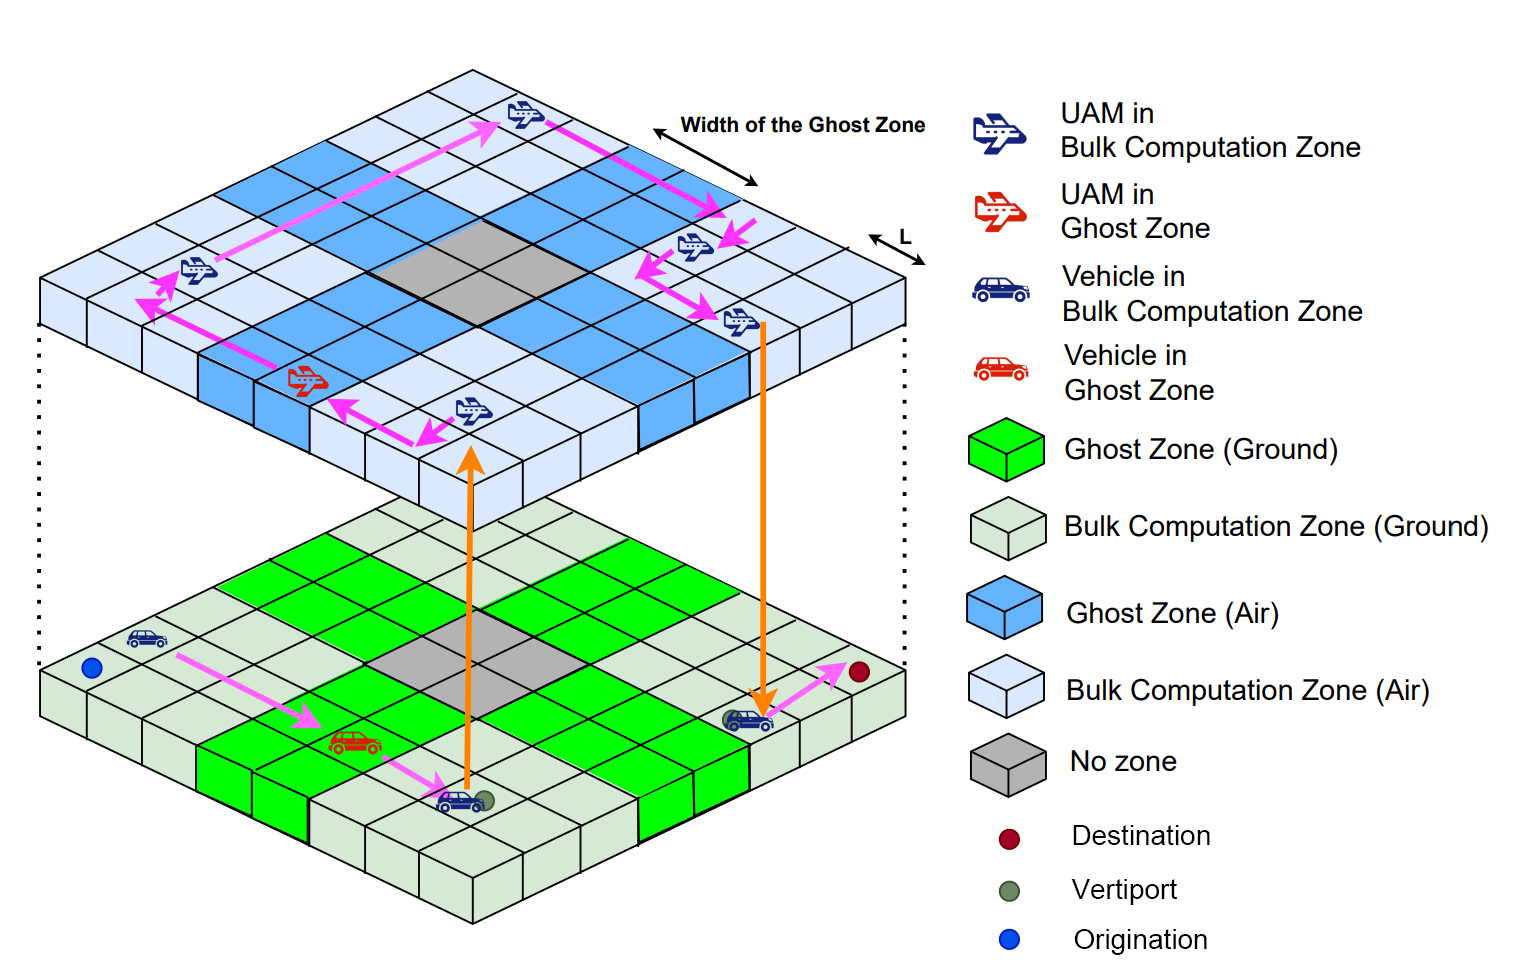 Width of the Ghost Zone
L
UAM in
Bulk Computation Zone
UAM in
Ghost Zone
Vehicle in
Bulk Computation Zone
Vehicle in
Ghost Zone
Ghost Zone (Ground)
Bulk Computation Zone (Ground)
Ghost Zone (Air)
Bulk Computation Zone (Air)
No zone
Destination
Vertiport
Origination